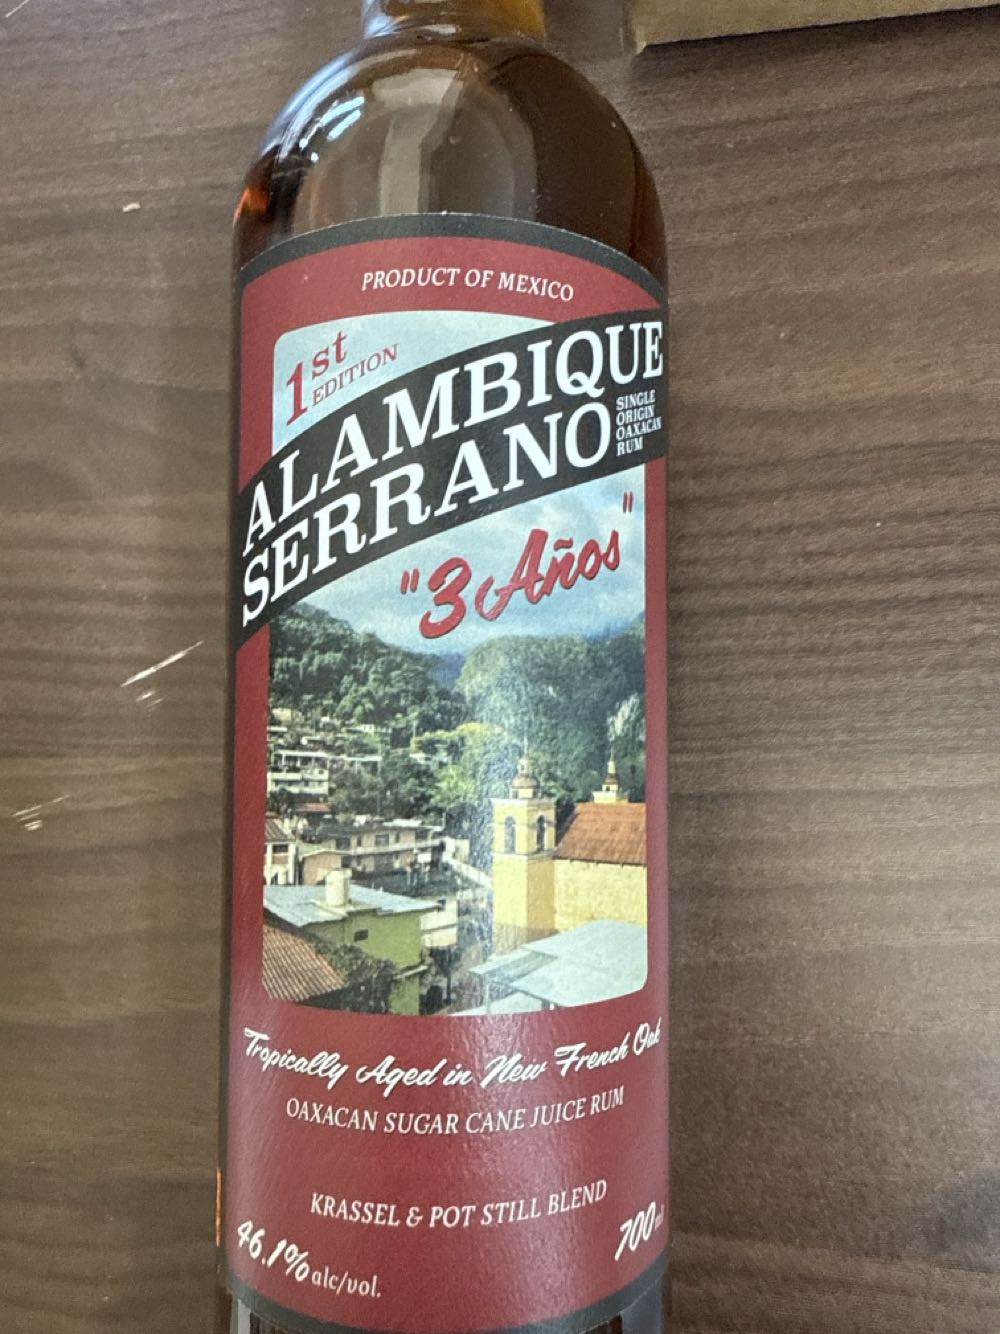 PRODUCT OF MEXICO
1st
EDITION
ALAMBIQUE
SERRANO
SINGLE
ORIGIN
OAXACAN
RUM
"3 Años"
Tropically Aged in New French Oak
OAXACAN SUGAR CANE JUICE RUM
KRASSEL & POT STILL BLEND
46.1% alc/vol.
700ml